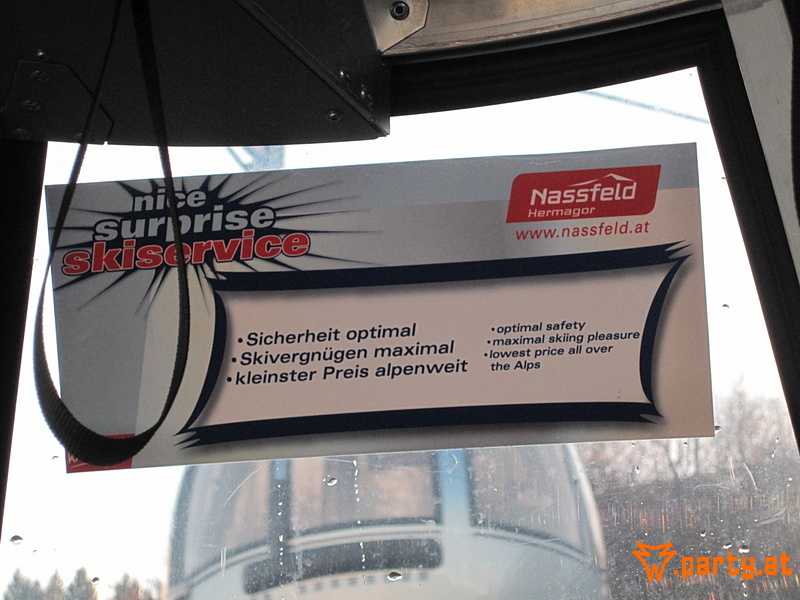 nice
surprise
skiservice
Nassfeld
Hermagor
www.nassfeld.at
• Sicherheit optimal
• Skivergnügen maximal
• kleinster Preis alpenweit
• optimal safety
• maximal skiing pleasure
• lowest price all over
the Alps
W.party.at